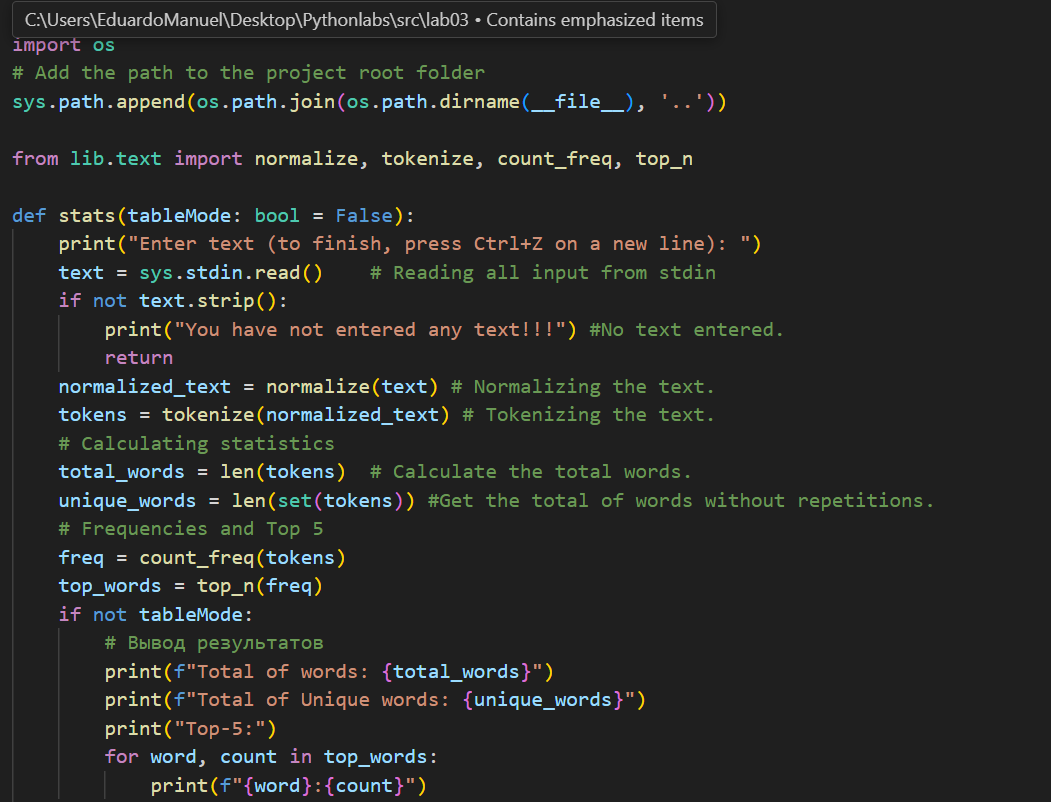 C:\Users\EduardoManuel\Desktop\Pythonlabs\src\lab03 • Contains emphasized items
import os
# Add the path to the project root folder
sys.path.append(os.path.join(os.path.dirname(__file__), '..'))
from lib.text import normalize, tokenize, count_freq, top_n
def stats(tableMode: bool = False):
    print("Enter text (to finish, press Ctrl+Z on a new line): ")
    text = sys.stdin.read()    # Reading all input from stdin
    if not text.strip():
        print("You have not entered any text!!!") #No text entered.
        return
    normalized_text = normalize(text) # Normalizing the text.
    tokens = tokenize(normalized_text) # Tokenizing the text.
    # Calculating statistics
    total_words = len(tokens)  # Calculate the total words.
    unique_words = len(set(tokens)) #Get the total of words without repetitions.
    # Frequencies and Top 5
    freq = count_freq(tokens)
    top_words = top_n(freq)
    if not tableMode:
        # Вывод результатов
        print(f"Total of words: {total_words}")
        print(f"Total of Unique words: {unique_words}")
        print("Top-5:")
        for word, count in top_words:
            print(f"{word}:{count}")